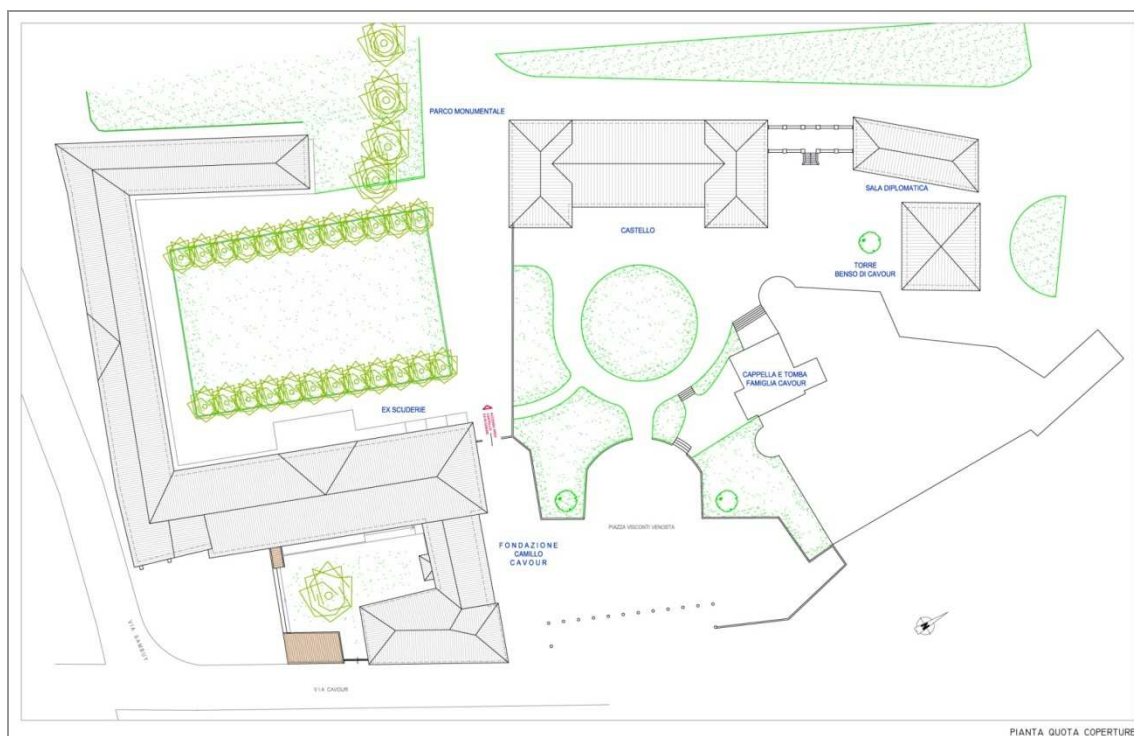 PARCO MONUMENTALE
SALA DIPLOMATICA
CASTELLO
TORRE
BENSO DI CAVOUR
CAPPELLA E TOMBA
FAMIGLIA CAVOUR
EX SCUDERIE
PIAZZA VISCONTI VENOSTA
FONDAZIONE
CAMILLO
CAVOUR
VIA SAMBUY
VIA CAVOUR
N
PIANTA QUOTA COPERTURE